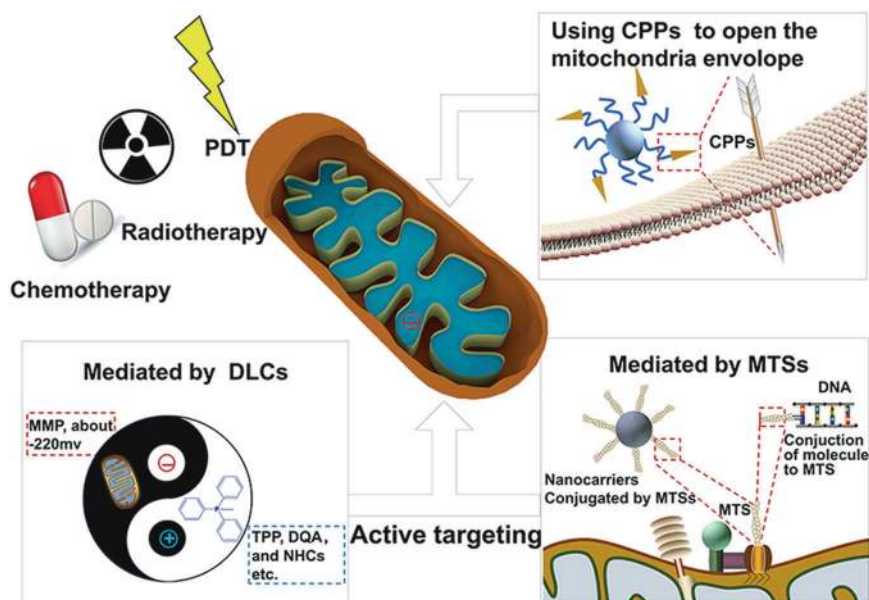 PDT
Radiotherapy
Chemotherapy
Using CPPs to open the
mitochondria envelope
CPPs
Mediated by DLCs
MMP, about
-220mv
TPP, DQA,
and NHCs
etc.
Active targeting
Mediated by MTSs
DNA
Conjuction
of molecule
to MTS
Nanocarriers
Conjugated by MTSs
MTS